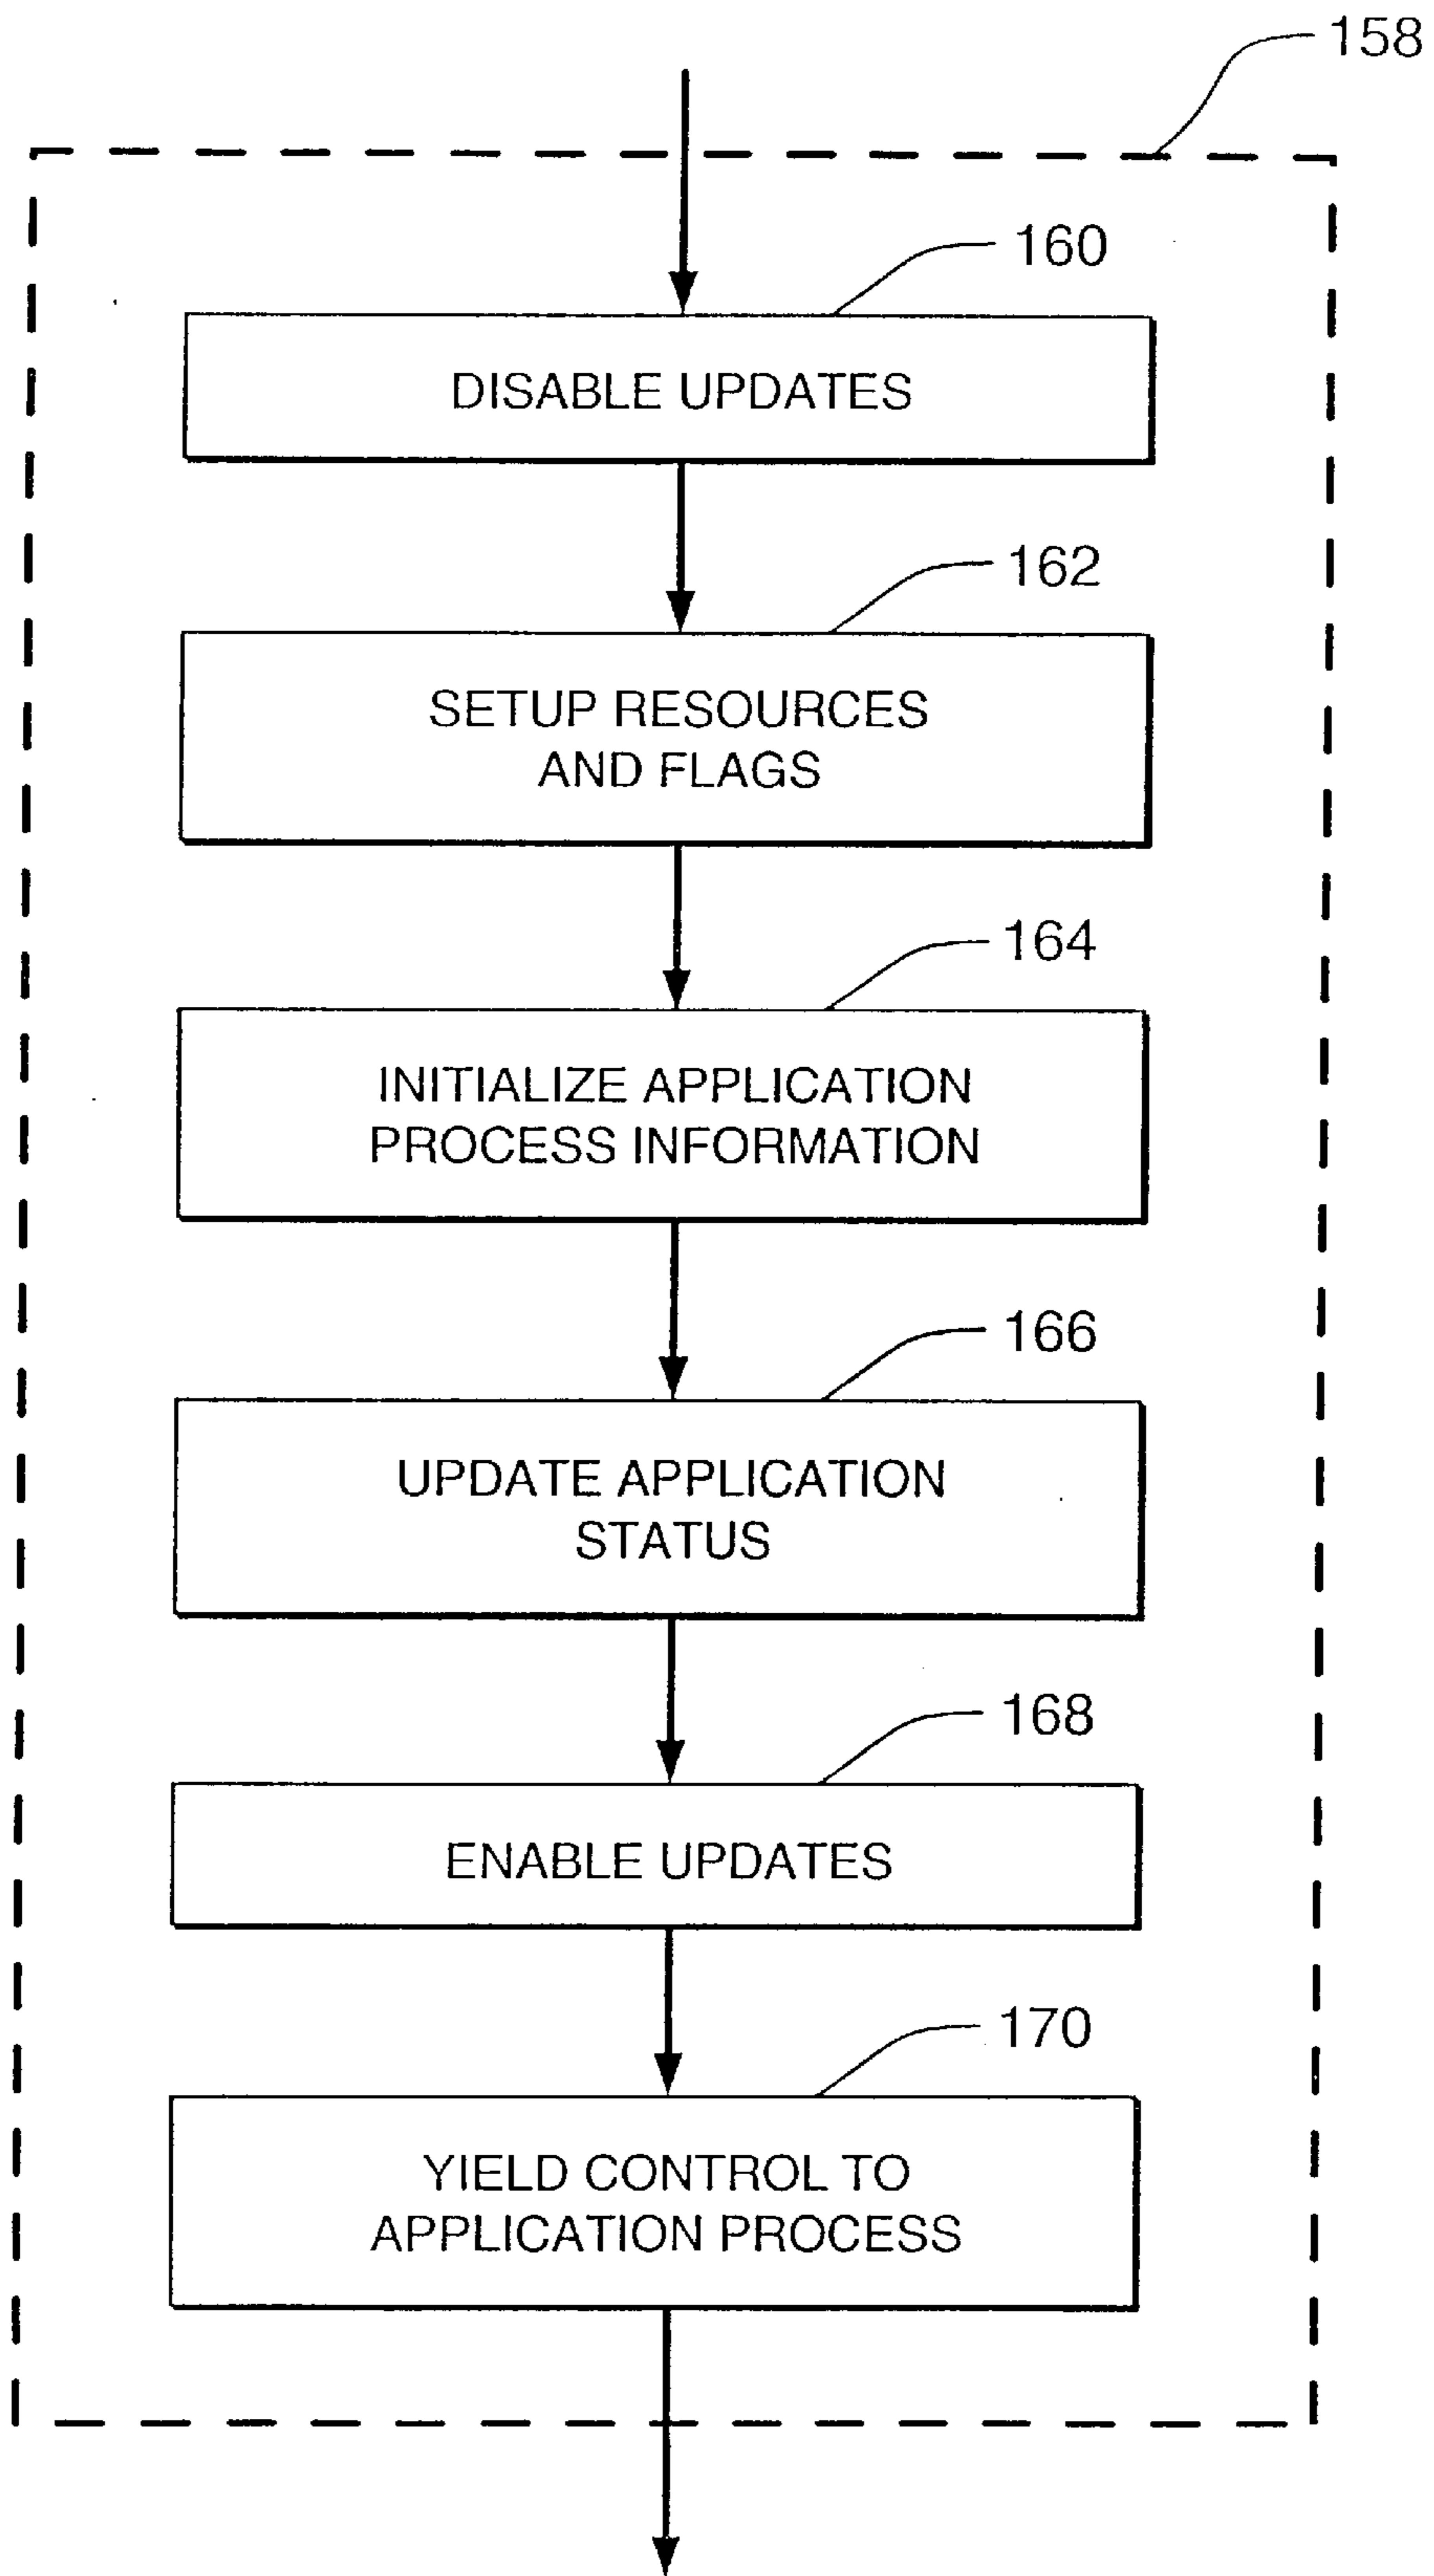 158
160
DISABLE UPDATES
162
SETUP RESOURCES
AND FLAGS
164
INITIALIZE APPLICATION
PROCESS INFORMATION
166
UPDATE APPLICATION
STATUS
168
ENABLE UPDATES
170
YIELD CONTROL TO
APPLICATION PROCESS